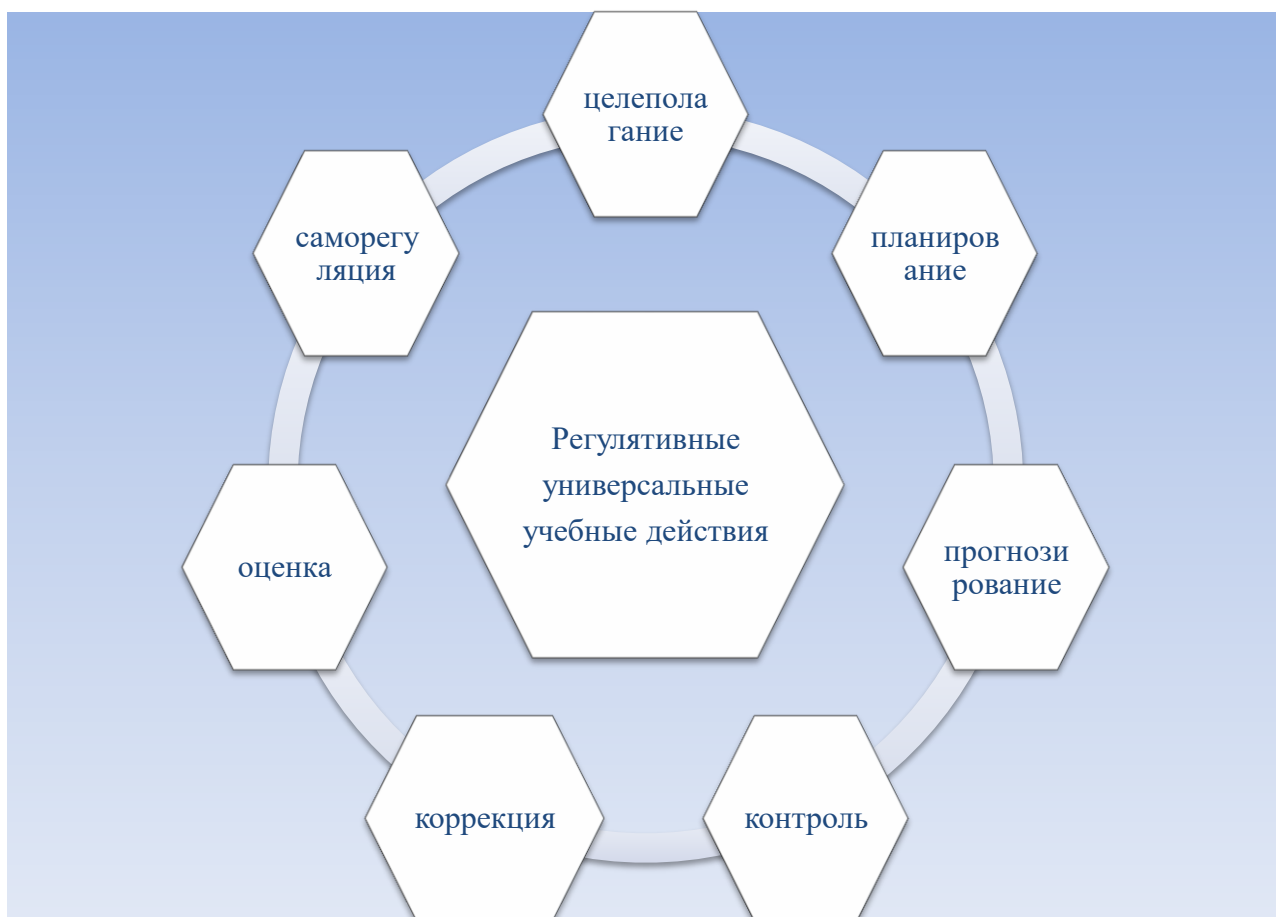 целепола
гание
планиров
ание
прогнози
рование
контроль
коррекция
оценка
саморегу
ляция
Регулятивные
универсальные
учебные действия